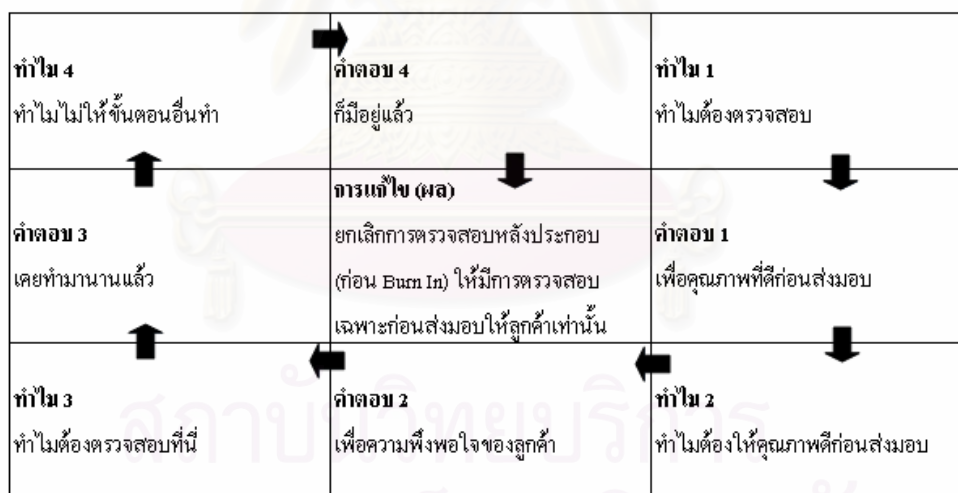 ทำไม 4
ทำไมไม่ให้ขั้นตอนอื่นทำ
คำตอบ 4
ก็มีอยู่แล้ว
ทำไม 1
ทำไมต้องตรวจสอบ
คำตอบ 3
เคยทำมานานแล้ว
การแก้ไข (ผล)
ยกเลิกการตรวจสอบหลังประกอบ
(ก่อน Burn In) ให้มีการตรวจสอบ
เฉพาะก่อนส่งมอบให้ลูกค้าเท่านั้น
คำตอบ 1
เพื่อคุณภาพที่ดีก่อนส่งมอบ
ทำไม 3
ทำไมต้องตรวจสอบที่นี่
คำตอบ 2
เพื่อความพึงพอใจของลูกค้า
ทำไม 2
ทำไมต้องให้คุณภาพดีก่อนส่งมอบ
สถาบันวิทยบริการ